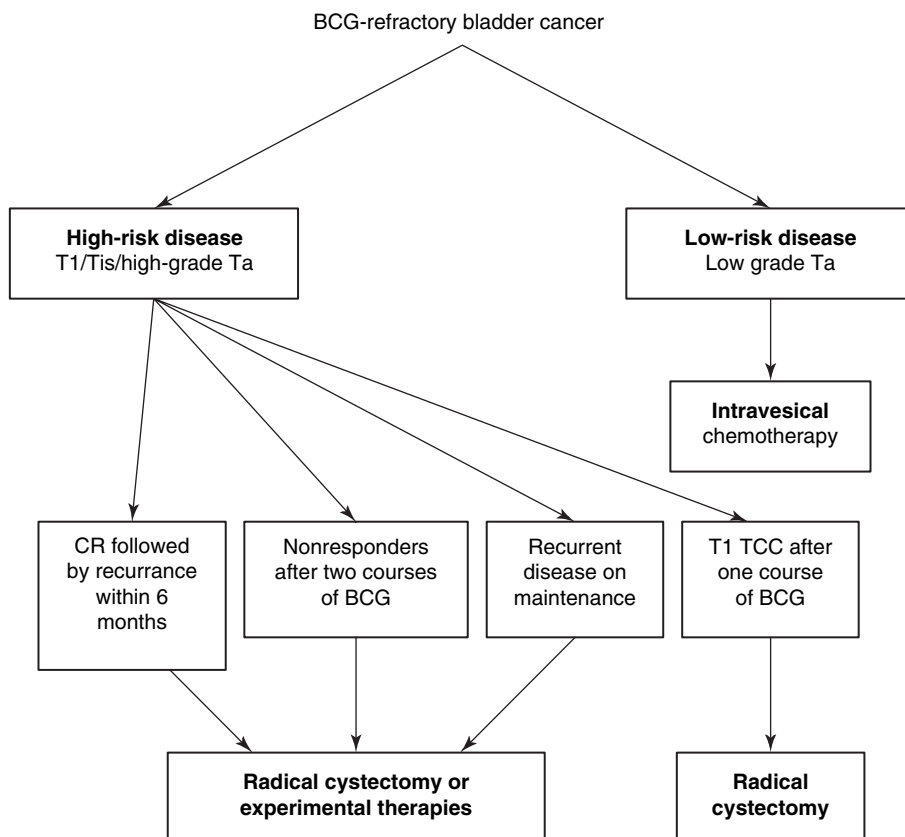 BCG-refractory bladder cancer
High-risk disease
T1/Tis/high-grade Ta
Low-risk disease
Low grade Ta
Intravesical
chemotherapy
CR followed
by recurrance
within 6
months
Nonresponders
after two courses
of BCG
Recurrent
disease on
maintenance
T1 TCC after
one course
of BCG
Radical cystectomy or
experimental therapies
Radical
cystectomy